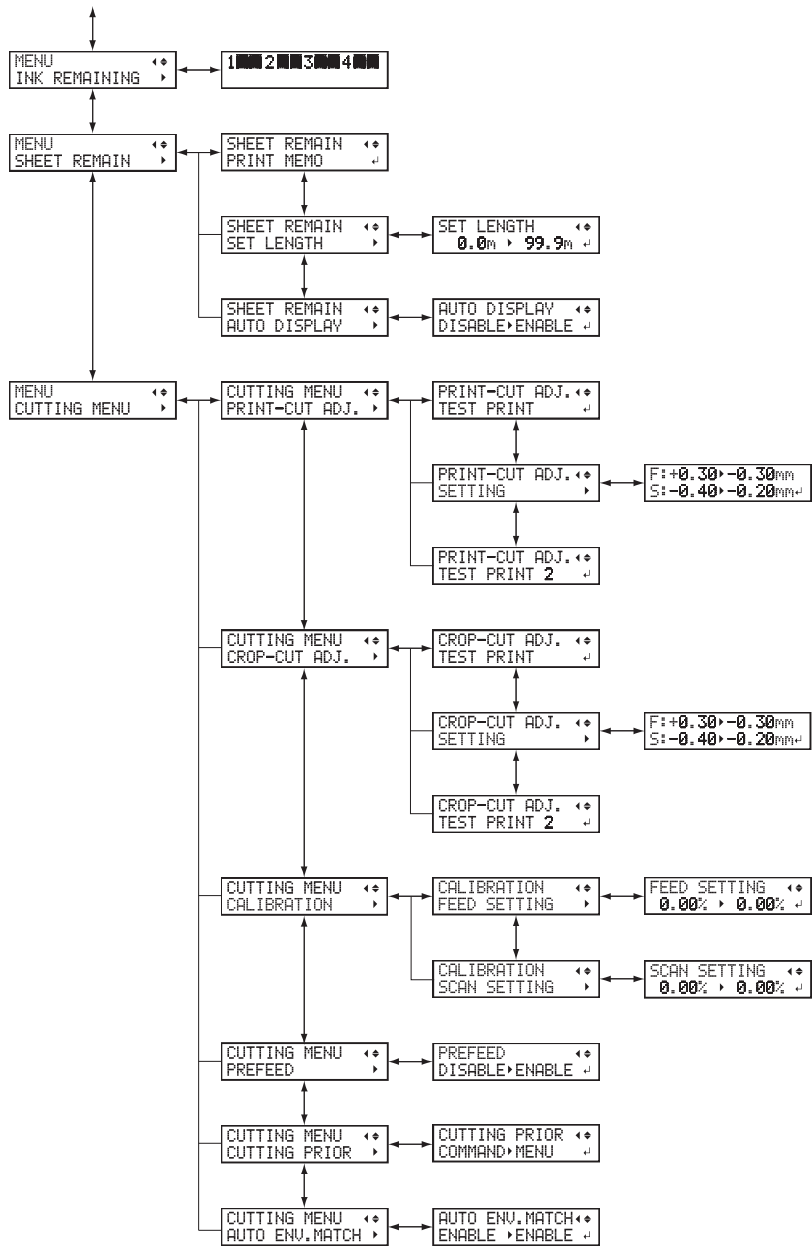 MENU
INK REMAINING
1 2 3 4
MENU
SHEET REMAIN
SHEET REMAIN
PRINT MEMO
SHEET REMAIN
SET LENGTH
SET LENGTH
0.0m 99.9m
SHEET REMAIN
AUTO DISPLAY
AUTO DISPLAY
DISABLE ENABLE
MENU
CUTTING MENU
CUTTING MENU
PRINT-CUT ADJ.
PRINT-CUT ADJ.
TEST PRINT
PRINT-CUT ADJ.
SETTING
F:+0.30 -0.30mm
S:-0.40 -0.20mm
PRINT-CUT ADJ.
TEST PRINT 2
CUTTING MENU
CROP-CUT ADJ.
CROP-CUT ADJ.
TEST PRINT
CROP-CUT ADJ.
SETTING
F:+0.30 -0.30mm
S:-0.40 -0.20mm
CROP-CUT ADJ.
TEST PRINT 2
CUTTING MENU
CALIBRATION
CALIBRATION
FEED SETTING
FEED SETTING
0.00% 0.00%
CALIBRATION
SCAN SETTING
SCAN SETTING
0.00% 0.00%
CUTTING MENU
PREFEED
PREFEED
DISABLE ENABLE
CUTTING MENU
CUTTING PRIOR
CUTTING PRIOR
COMMAND MENU
CUTTING MENU
AUTO ENV.MATCH
AUTO ENV.MATCH
ENABLE ENABLE